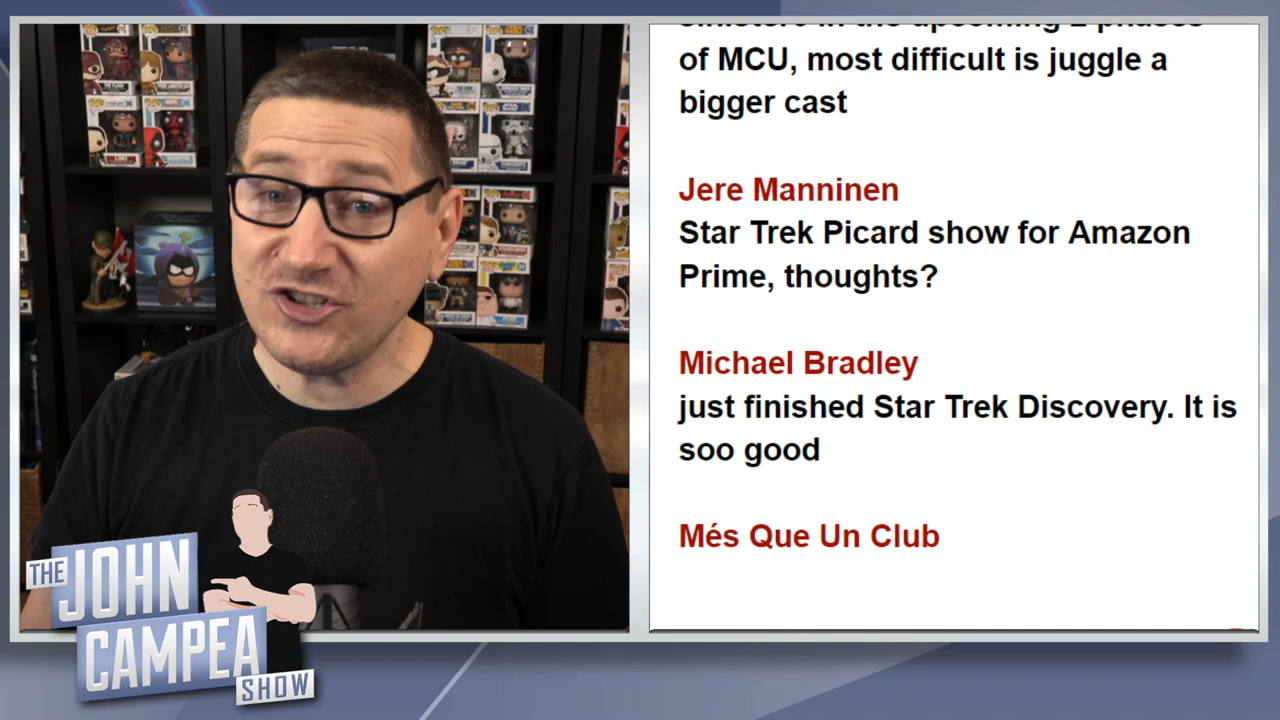 of MCU, most difficult is juggle a
bigger cast
Jere Manninen
Star Trek Picard show for Amazon
Prime, thoughts?
Michael Bradley
just finished Star Trek Discovery. It is
soo good
Més Que Un Club
THE
JOHN
CAMPEA
SHOW